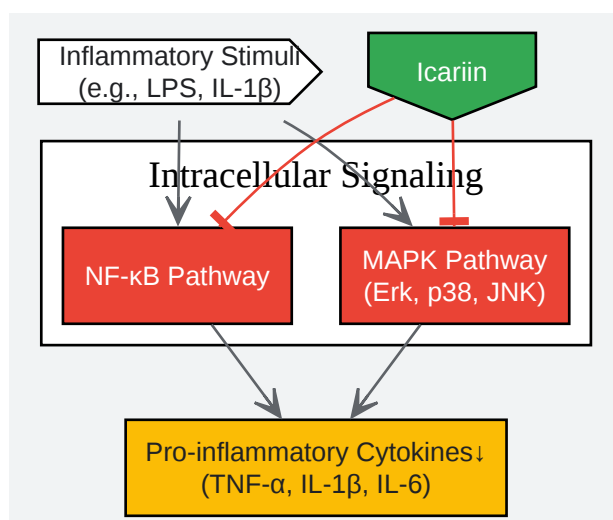 Inflammatory Stimuli
(e.g., LPS, IL-1β)
Icariin
Intracellular Signaling
NF-κB Pathway
MAPK Pathway
(Erk, p38, JNK)
Pro-inflammatory Cytokines↓
(TNF-α, IL-1β, IL-6)